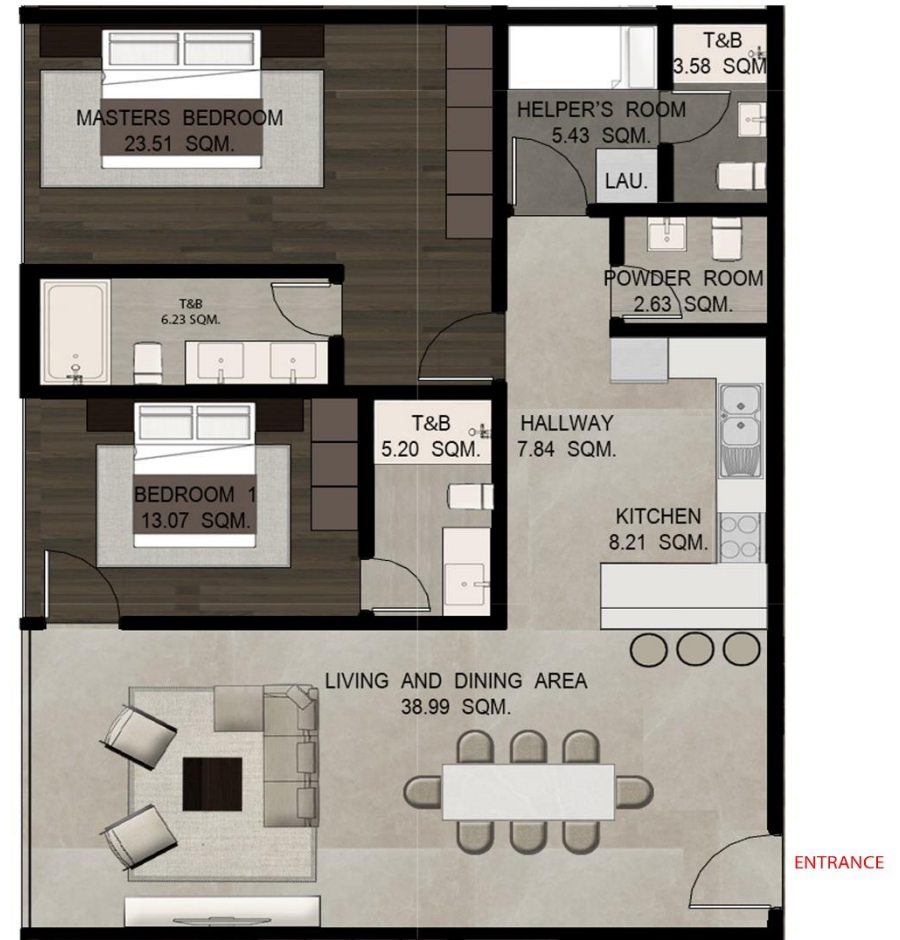 T&B
3.58 SQM
MASTERS BEDROOM
23.51 SQM.
HELPER'S ROOM
5.43 SQM.
LAU.
POWDER ROOM
2.63 SQM.
T&B
6.23 SQM.
T&B
5.20 SQM.
HALLWAY
7.84 SQM.
BEDROOM 1
13.07 SQM.
KITCHEN
8.21 SQM.
LIVING AND DINING AREA
38.99 SQM.
ENTRANCE